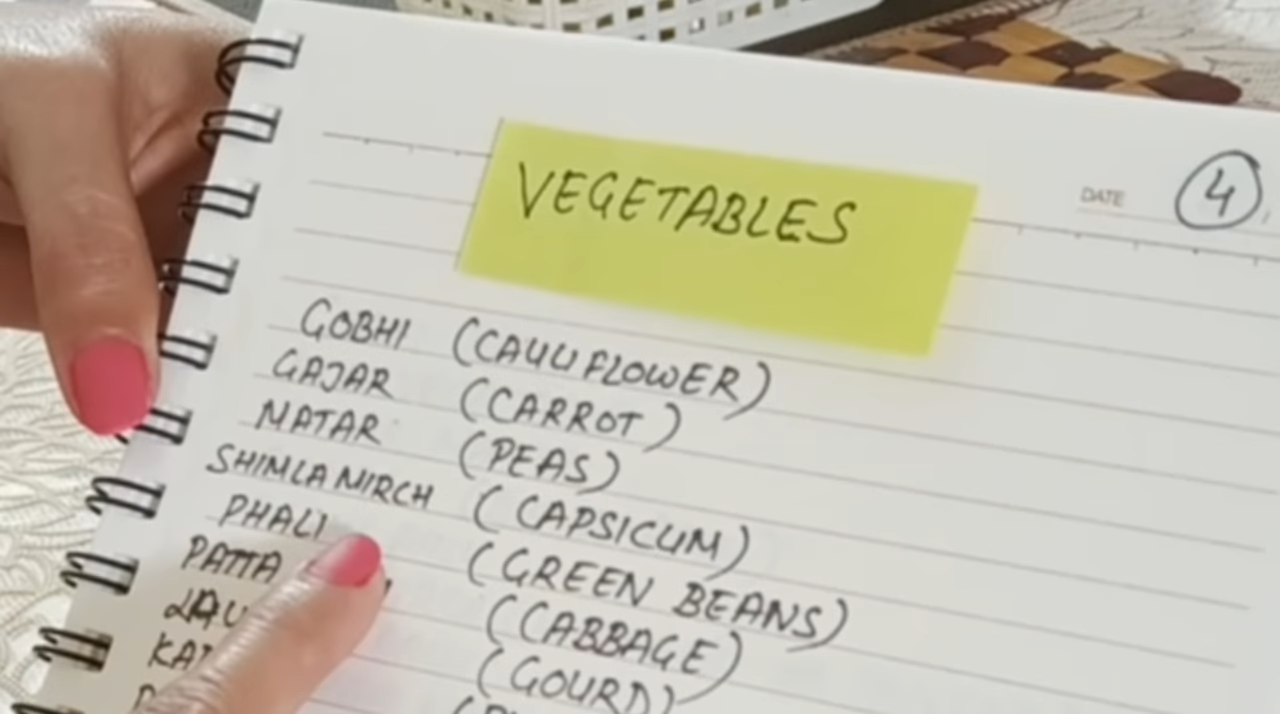 VEGETABLES
DATE
4
GOBHI (CAULIFLOWER)
GAJAR (CARROT)
MATAR (PEAS)
SHIMLA MIRCH (CAPSICUM)
PHALI (GREEN BEANS)
PATTA (CABBAGE)
(GOURD)